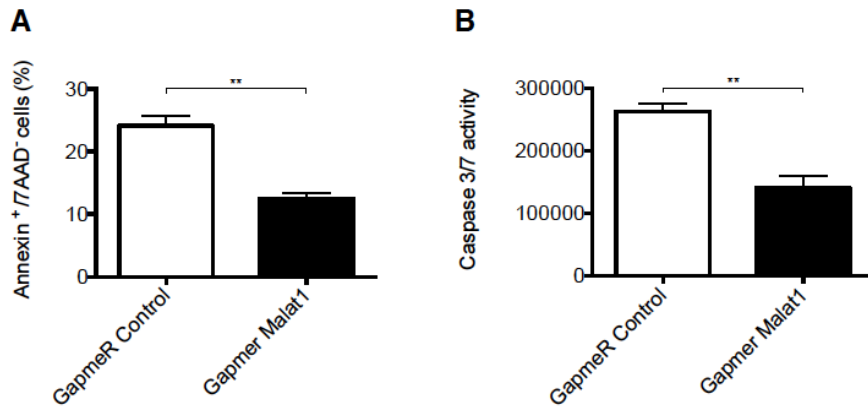 A
Annexin⁺/7AAD⁻ cells (%)
30
20
10
0
**
GapmeR Control
Gapmer Malat1
B
Caspase 3/7 activity
300000
200000
100000
0
**
GapmeR Control
Gapmer Malat1